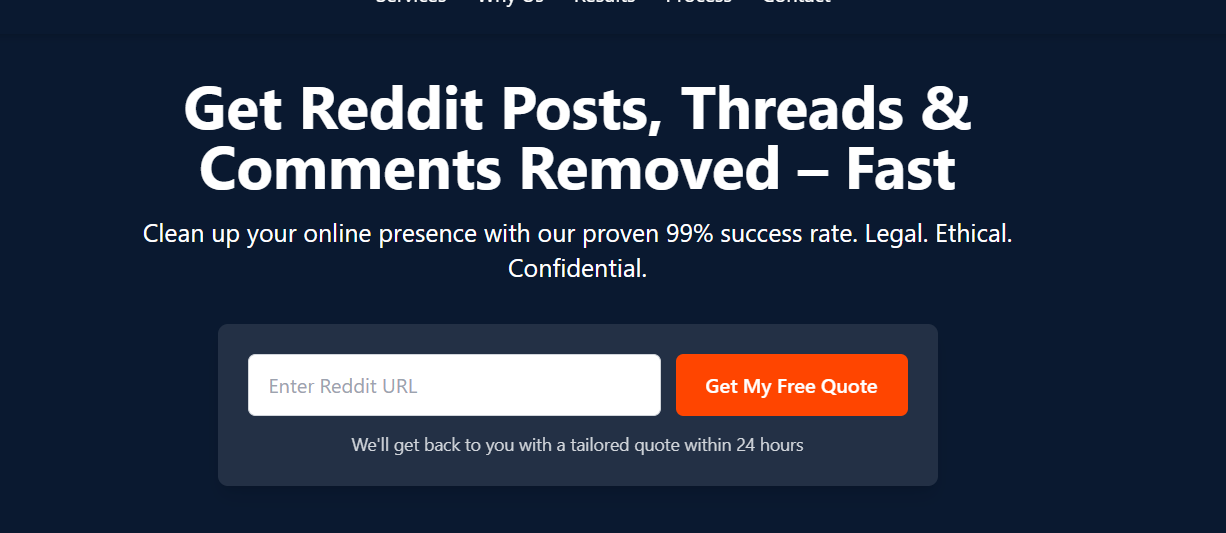 Services Why Us Results Process Contact
Get Reddit Posts, Threads &
Comments Removed – Fast
Clean up your online presence with our proven 99% success rate. Legal. Ethical.
Confidential.
Enter Reddit URL
Get My Free Quote
We'll get back to you with a tailored quote within 24 hours